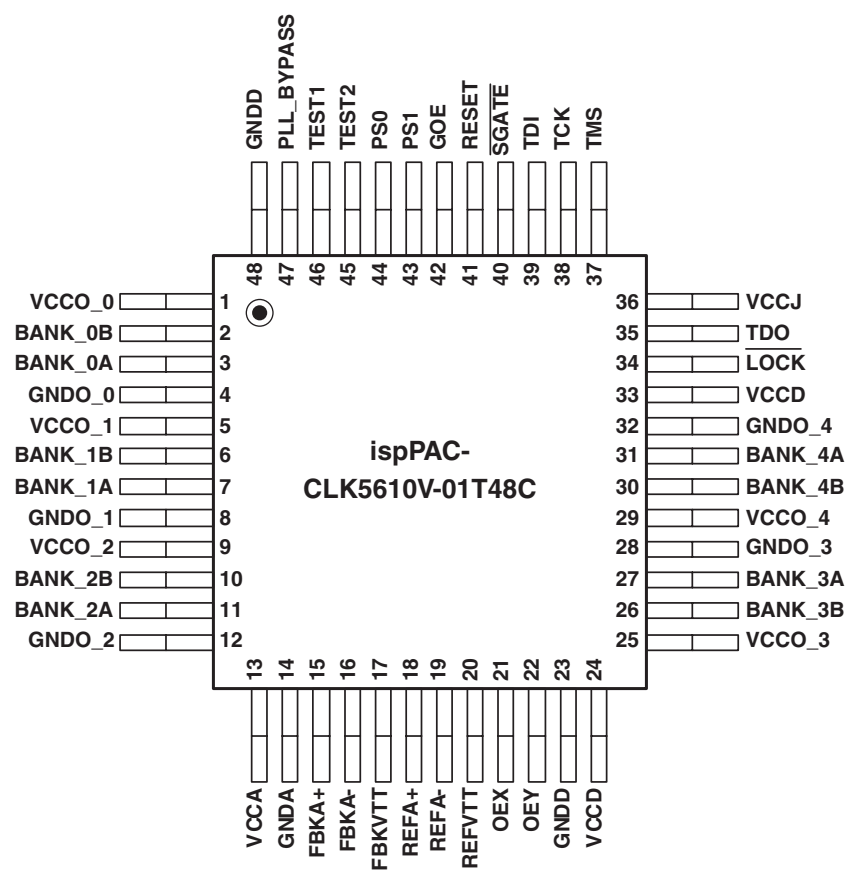 GNDD
PLL_BYPASS
TEST1
TEST2
PS0
PS1
GOE
RESET
SGATE
TDI
TCK
TMS
48
47
46
45
44
43
42
41
40
39
38
37
VCCO_0 1
BANK_0B 2
BANK_0A 3
GNDO_0 4
VCCO_1 5
BANK_1B 6
BANK_1A 7
GNDO_1 8
VCCO_2 9
BANK_2B 10
BANK_2A 11
GNDO_2 12
ispPAC-
CLK5610V-01T48C
36 VCCJ
35 TDO
34 LOCK
33 VCCD
32 GNDO_4
31 BANK_4A
30 BANK_4B
29 VCCO_4
28 GNDO_3
27 BANK_3A
26 BANK_3B
25 VCCO_3
13
14
15
16
17
18
19
20
21
22
23
24
VCCA
GNDA
FBKA+
FBKA-
FBKVTT
REFA+
REFA-
REFVTT
OEX
OEY
GNDD
VCCD